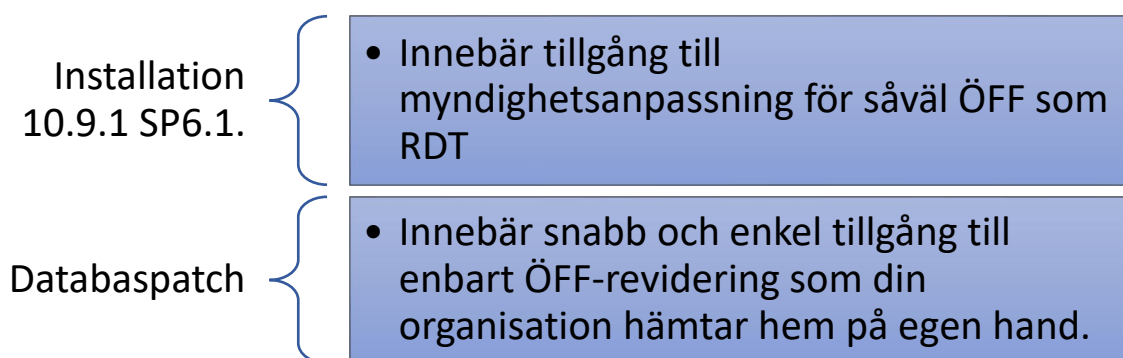 Installation
10.9.1 SP6.1.
• Innebär tillgång till
myndighetsanpassning för såväl ÖFF som
RDT
Databaspatch
• Innebär snabb och enkel tillgång till
enbart ÖFF-revidering som din
organisation hämtar hem på egen hand.